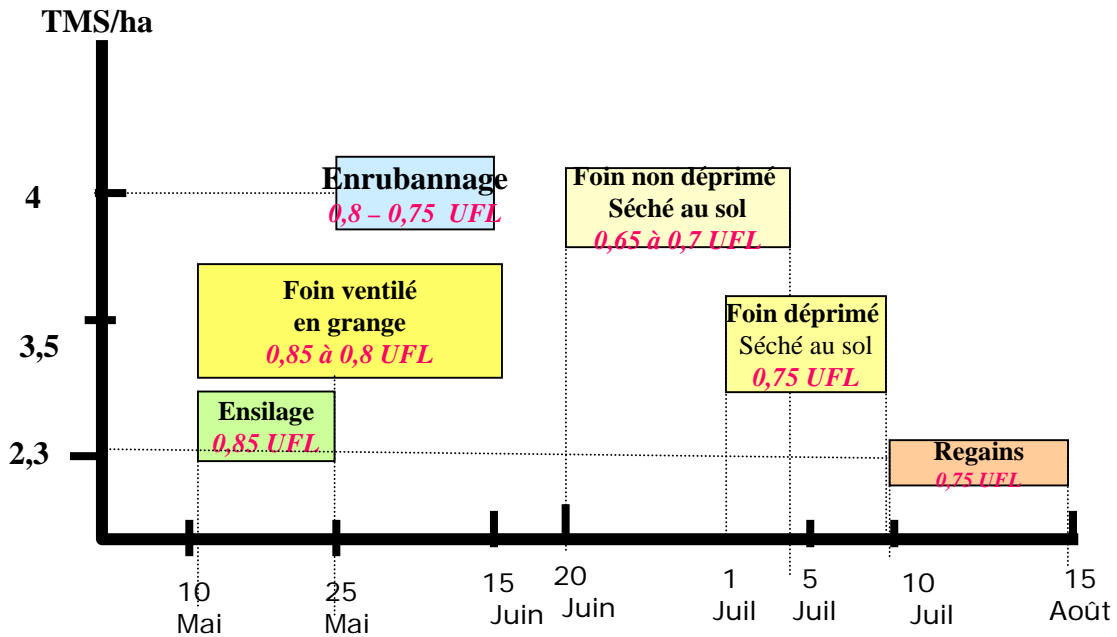 TMS/ha
4
3,5
2,3
Enrubannage
0,8 – 0,75 UFL
Foin non déprimé
Séché au sol
0,65 à 0,7 UFL
Foin ventilé
en grange
0,85 à 0,8 UFL
Foin déprimé
Séché au sol
0,75 UFL
Ensilage
0,85 UFL
Regains
0,75 UFL
10
Mai
25
Mai
15
Juin
20
Juin
1
Juil
5
Juil
10
Juil
15
Août